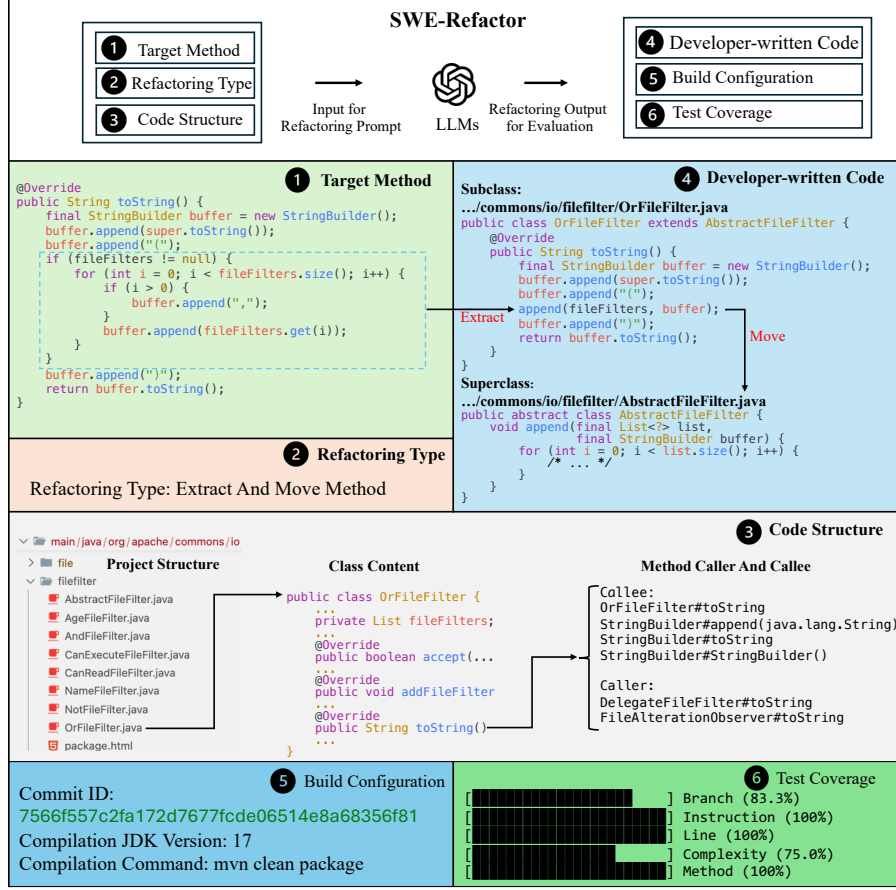 SWE-Refactor
1 Target Method
2 Refactoring Type
3 Code Structure
Input for
Refactoring Prompt
LLMs
Refactoring Output
for Evaluation
4 Developer-written Code
5 Build Configuration
6 Test Coverage
1 Target Method
@Override
public String toString() {
    final StringBuilder buffer = new StringBuilder();
    buffer.append(super.toString());
    buffer.append("(");
    if (fileFilters != null) {
        for (int i = 0; i < fileFilters.size(); i++) {
            if (i > 0) {
                buffer.append(",");
            }
            buffer.append(fileFilters.get(i));
        }
    }
    buffer.append(")");
    return buffer.toString();
}
Extract
2 Refactoring Type
Refactoring Type: Extract And Move Method
4 Developer-written Code
Subclass:
.../commons/io/filefilter/OrFileFilter.java
public class OrFileFilter extends AbstractFileFilter {
    @Override
    public String toString() {
        final StringBuilder buffer = new StringBuilder();
        buffer.append(super.toString());
        buffer.append("(");
        append(fileFilters, buffer);
        buffer.append(")");
        return buffer.toString();
    }
}
Move
Superclass:
.../commons/io/filefilter/AbstractFileFilter.java
public abstract class AbstractFileFilter {
    void append(final List<?> list,
            final StringBuilder buffer) {
        for (int i = 0; i < list.size(); i++) {
            /* ... */
        }
    }
}
3 Code Structure
main/java/org/apache/commons/io
file
Project Structure
filefilter
AbstractFileFilter.java
AgeFileFilter.java
AndFileFilter.java
CanExecuteFileFilter.java
CanReadFileFilter.java
NameFileFilter.java
NotFileFilter.java
OrFileFilter.java
package.html
Class Content
public class OrFileFilter {
    ...
    private List fileFilters;
    ...
    @Override
    public boolean accept(...
    ...
    @Override
    public void addFileFilter
    ...
    @Override
    public String toString()
    ...
}
Method Caller And Callee
Callee:
OrFileFilter#toString
StringBuilder#append(java.lang.String)
StringBuilder#toString
StringBuilder#StringBuilder()
Caller:
DelegateFileFilter#toString
FileAlterationObserver#toString
5 Build Configuration
Commit ID:
7566f557c2fa172d7677fcde06514e8a68356f81
Compilation JDK Version: 17
Compilation Command: mvn clean package
6 Test Coverage
[ ] Branch (83.3%)
[ ] Instruction (100%)
[ ] Line (100%)
[ ] Complexity (75.0%)
[ ] Method (100%)